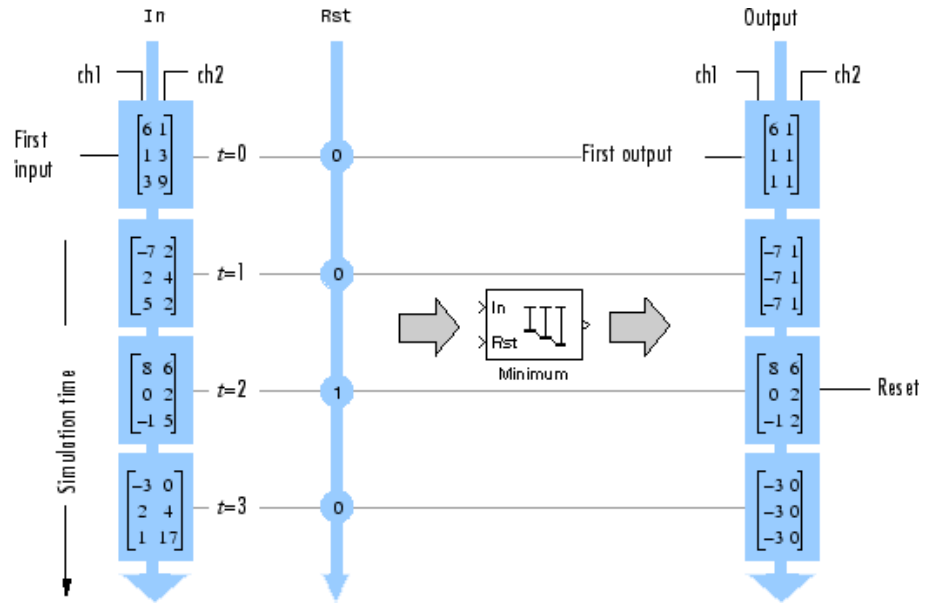 In Rst Output
ch1 ch2 ch1 ch2
First input
6 1
1 3
3 9
t=0
0
First output
6 1
1 1
1 1
-7 2
2 4
5 2
t=1
0
-7 1
-7 1
-7 1
In
Rst
Minimum
Simulation time
8 6
0 2
-1 5
t=2
1
8 6
0 2
-1 2
Reset
-3 0
2 4
1 17
t=3
0
-3 0
-3 0
-3 0